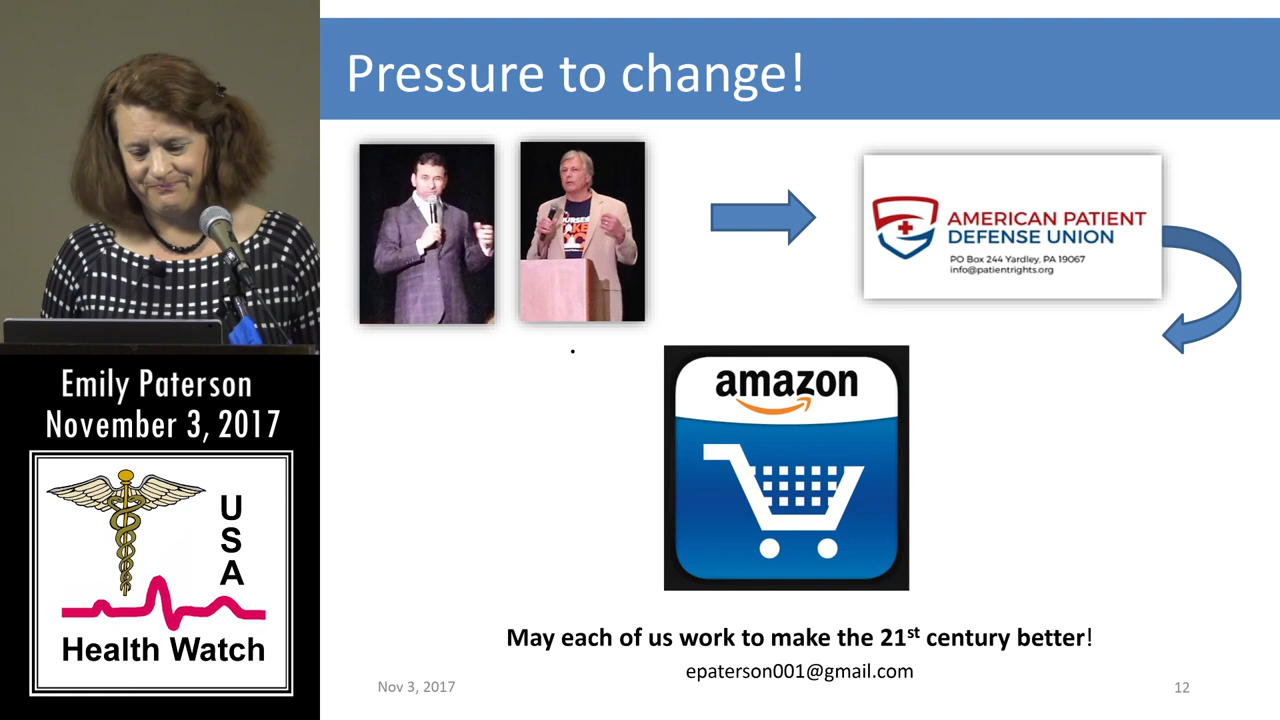 Pressure to change!
AMERICAN PATIENT
DEFENSE UNION
PO Box 244 Yardley, PA 19067
info@patientrights.org
amazon
May each of us work to make the 21st century better!
epaterson001@gmail.com
Nov 3, 2017
12
Emily Paterson
November 3, 2017
U
S
A
Health Watch